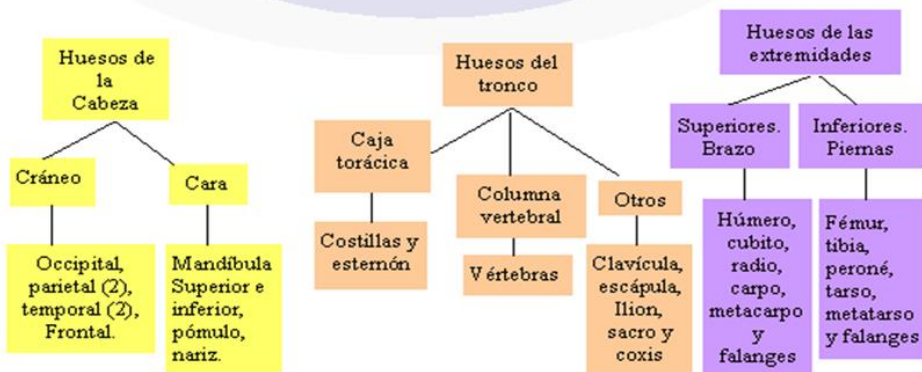 Huesos de
la
Cabeza
Cráneo
Cara
Occipital,
parietal (2),
temporal (2),
Frontal.
Mandíbula
Superior e
inferior,
pómulo,
nariz.
Huesos del
tronco
Caja
torácica
Columna
vertebral
Otros
Costillas y
esternón
Vértebras
Clavícula,
escápula,
Ilion,
sacro y
coxis
Huesos de las
extremidades
Superiores.
Brazo
Inferiores.
Piernas
Húmero,
cubito,
radio,
carpo,
metacarpo
y
falanges
Fémur,
tibia,
peroné,
tarso,
metatarso
y falanges